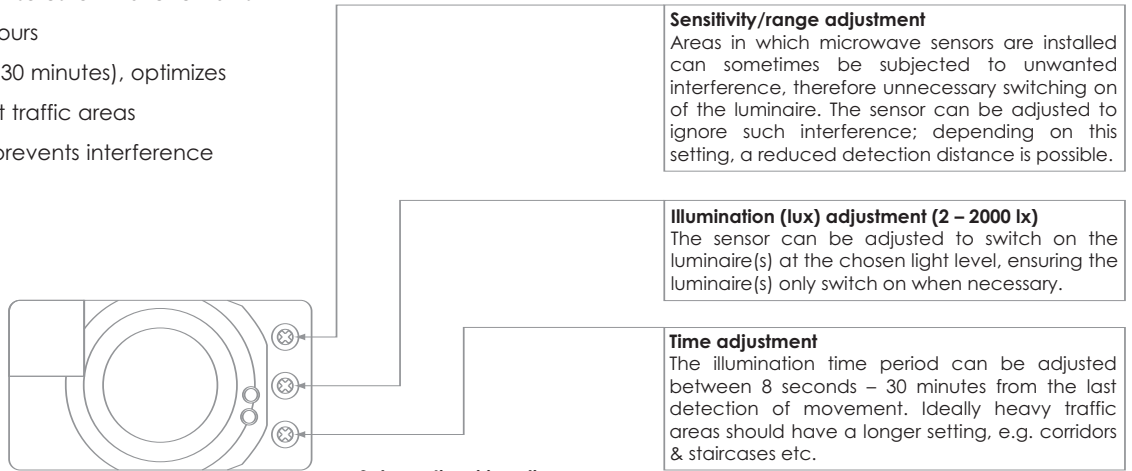 ours
30 minutes), optimizes
t traffic areas
prevents interference
Sensitivity/range adjustment
Areas in which microwave sensors are installed
can sometimes be subjected to unwanted
interference, therefore unnecessary switching on
of the luminaire. The sensor can be adjusted to
ignore such interference; depending on this
setting, a reduced detection distance is possible.
Illumination (lux) adjustment (2 – 2000 lx)
The sensor can be adjusted to switch on the
luminaire(s) at the chosen light level, ensuring the
luminaire(s) only switch on when necessary.
Time adjustment
The illumination time period can be adjusted
between 8 seconds – 30 minutes from the last
detection of movement. Ideally heavy traffic
areas should have a longer setting, e.g. corridors
& staircases etc.